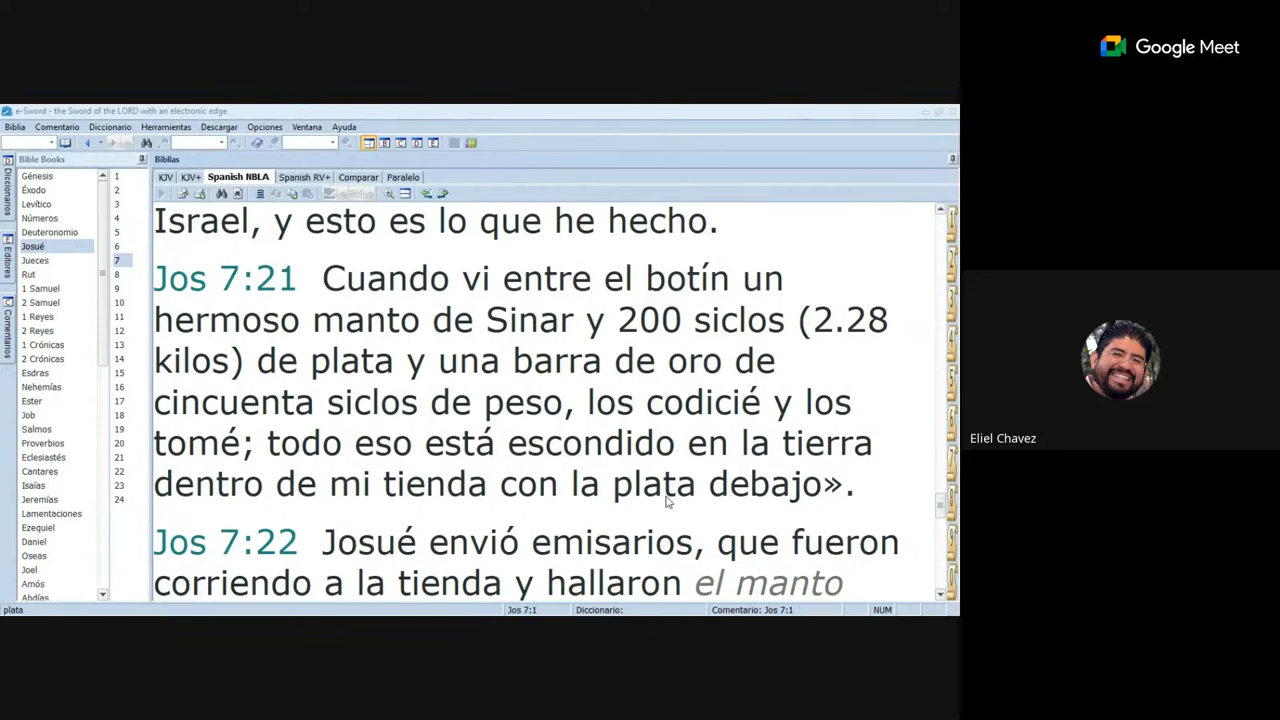 Google Meet
e-Sword - the Sword of the LORD with an electronic edge
Biblia Comentario Diccionario Herramientas Descargar Opciones Ventana Ayuda
Bible Books
Biblias
KJV KJV+ Spanish NBLA Spanish RV+ Comparar Paralelo
Diccionarios
Editores
Comentarios
Génesis 1
Éxodo 2
Levítico 3
Números 4
Deuteronomio 5
Josué 6
Jueces 7
Rut 8
1 Samuel 9
2 Samuel 10
1 Reyes 11
2 Reyes 12
1 Crónicas 13
2 Crónicas 14
Esdras 15
Nehemías 16
Ester 17
Job 18
Salmos 19
Proverbios 20
Eclesiastés 21
Cantares 22
Isaías 23
Jeremías 24
Lamentaciones
Ezequiel
Daniel
Oseas
Joel
Amós
Abdías
Israel, y esto es lo que he hecho.
Jos 7:21 Cuando vi entre el botín un
hermoso manto de Sinar y 200 siclos (2.28
kilos) de plata y una barra de oro de
cincuenta siclos de peso, los codicié y los
tomé; todo eso está escondido en la tierra
dentro de mi tienda con la plata debajo».
Jos 7:22 Josué envió emisarios, que fueron
corriendo a la tienda y hallaron el manto
plata Jos 7:1 Diccionario: Comentario: Jos 7:1 NUM
Eliel Chavez